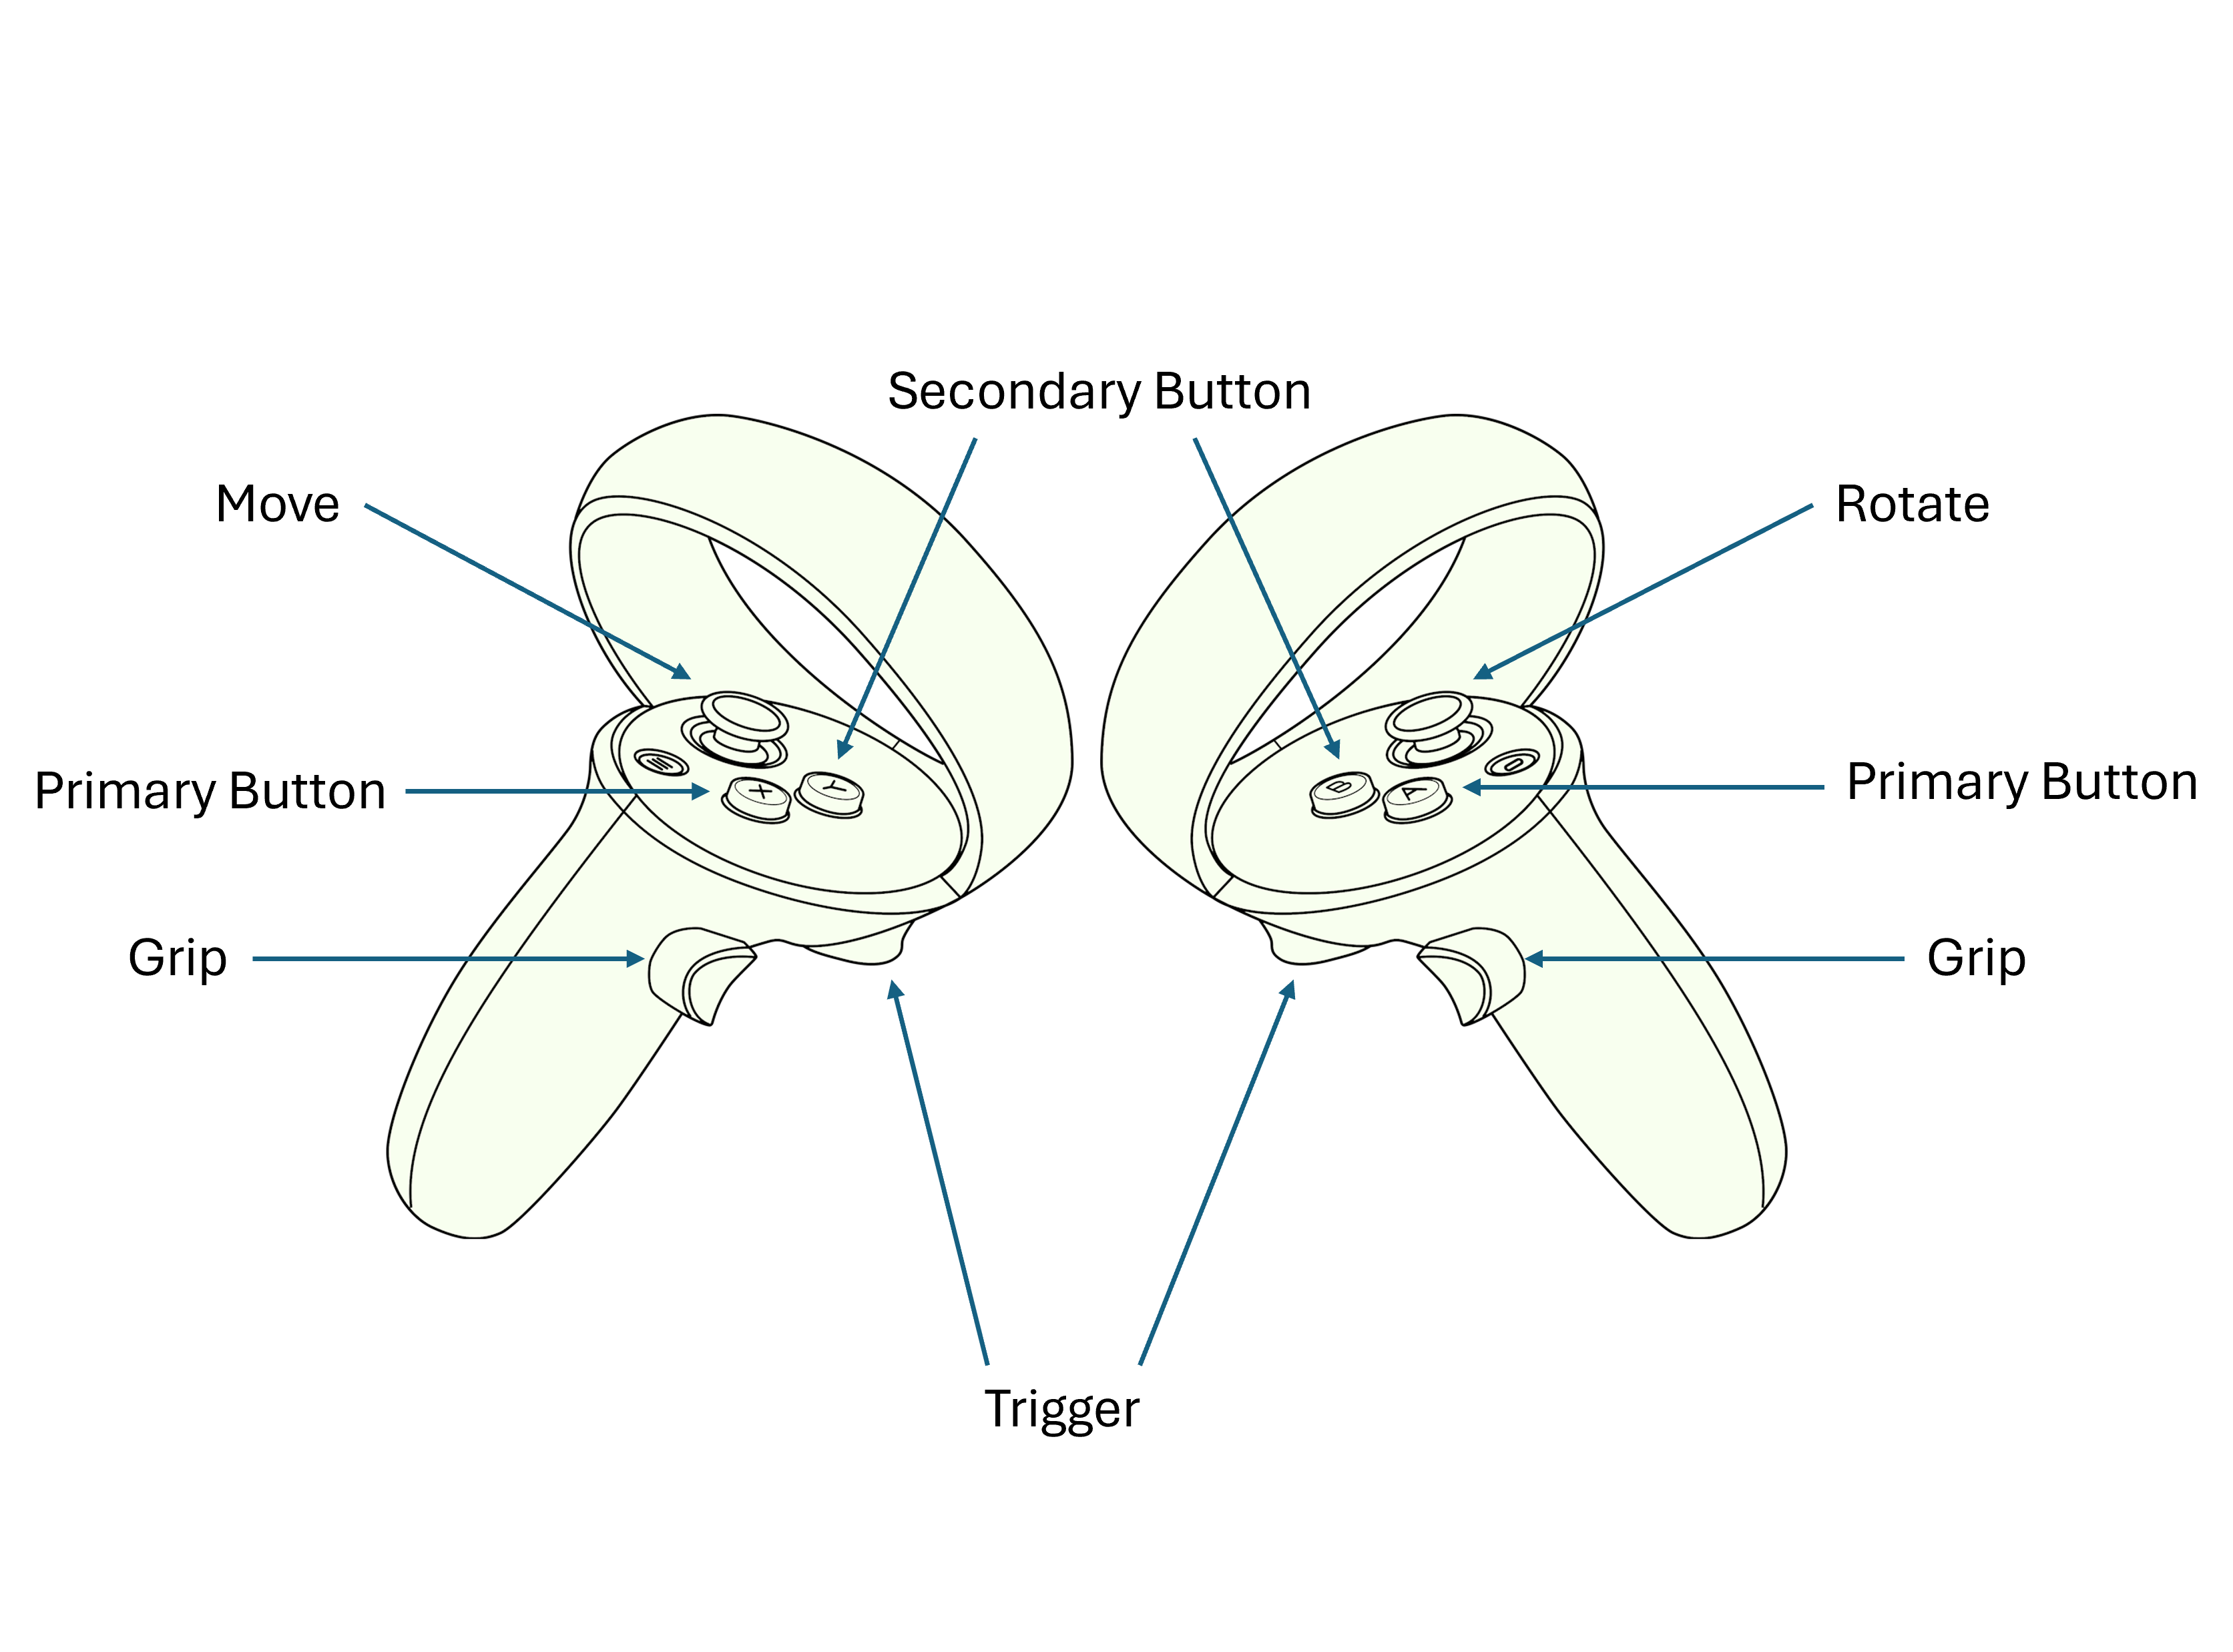 Secondary Button
Move
Rotate
Primary Button
Primary Button
X
Y
B
A
Grip
Grip
Trigger